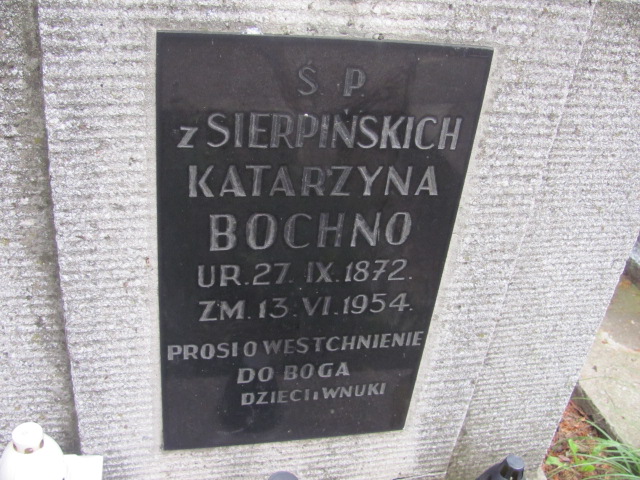 Ś. P.
z SIERPIŃSKICH
KATARZYNA
BOCHNO
UR. 27. IX. 1872.
ZM. 13. VI. 1954.
PROSI O WESTCHNIENIE
DO BOGA
DZIECI i WNUKI